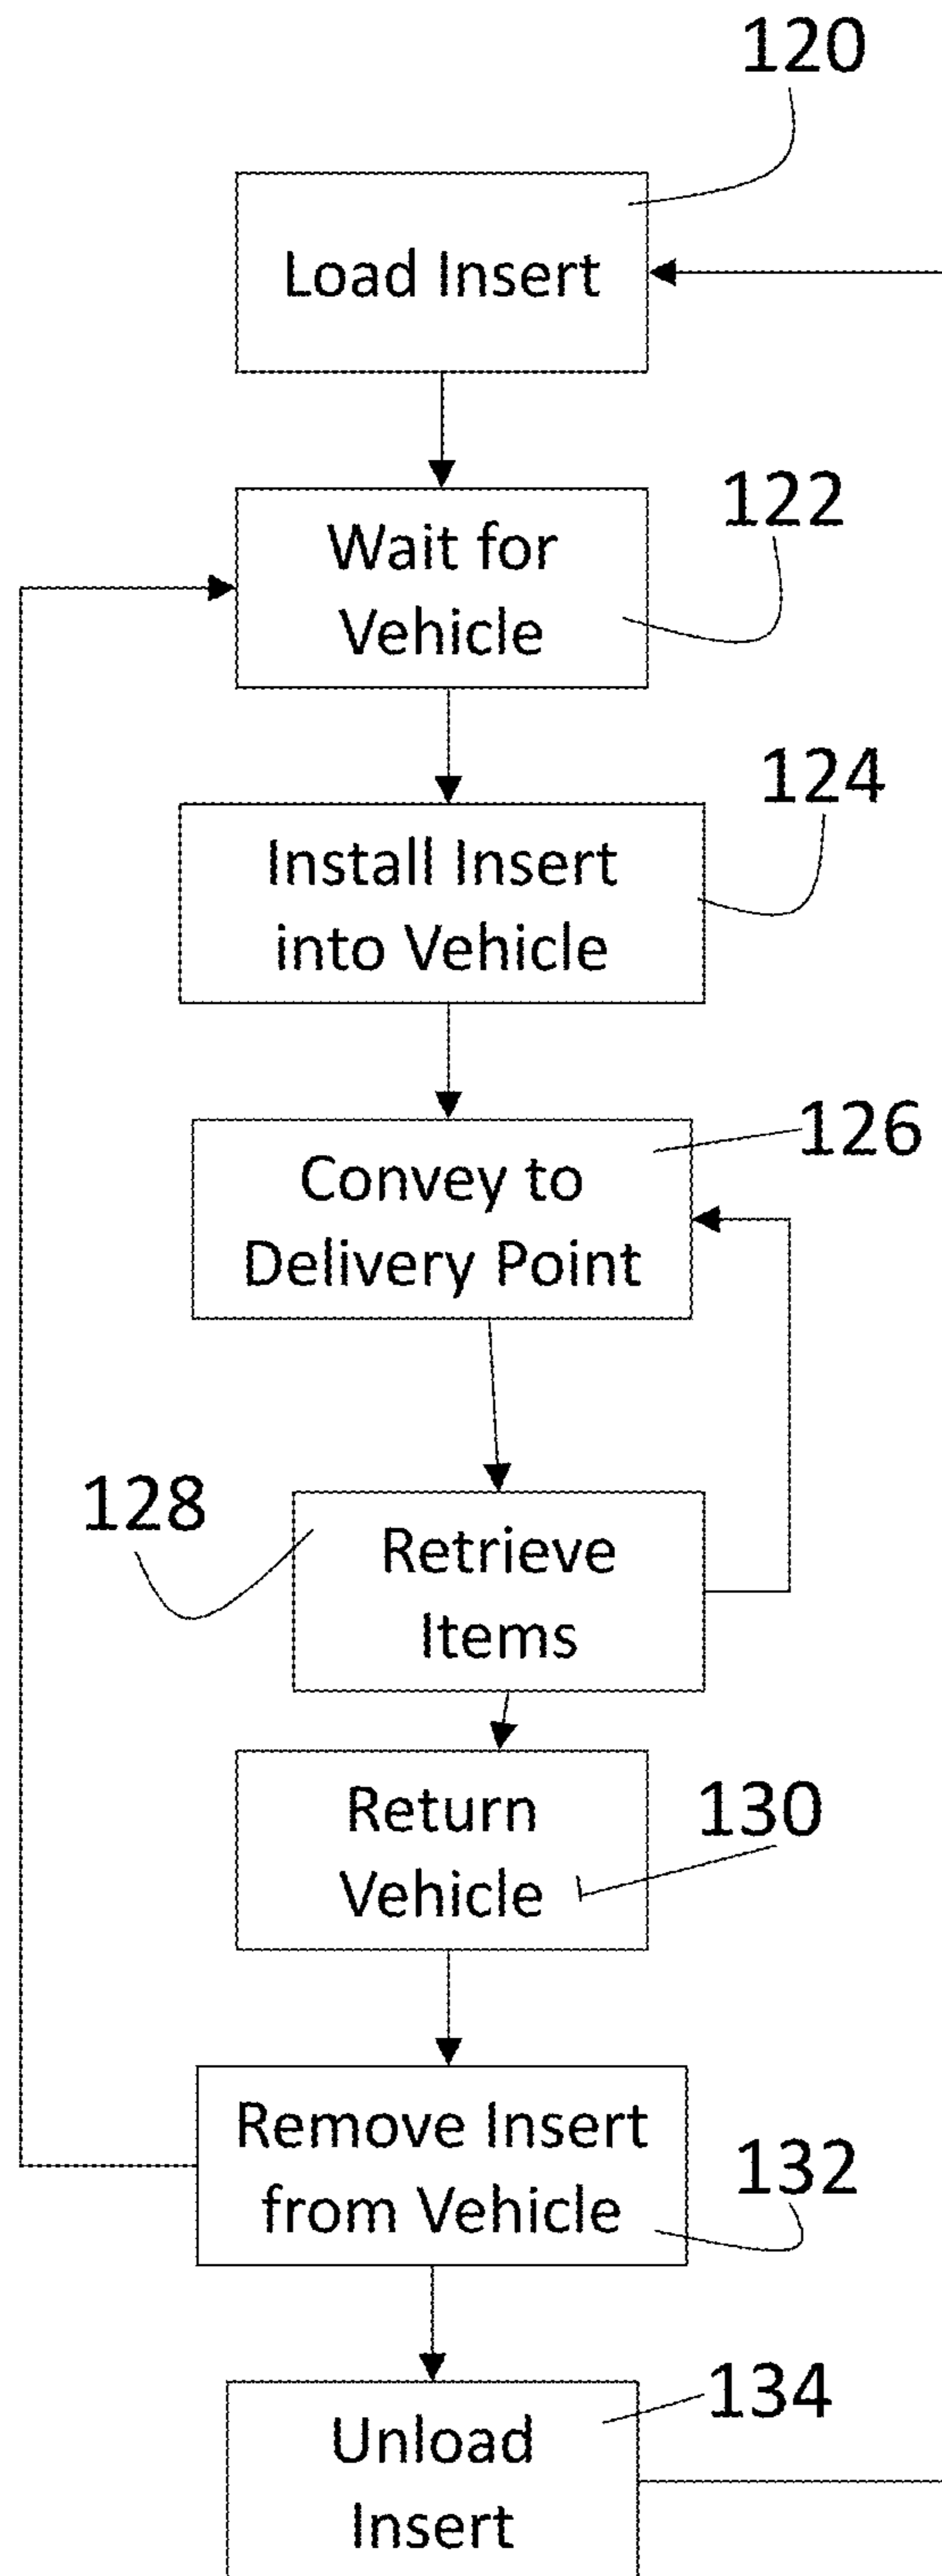 120
Load Insert
122
Wait for
Vehicle
124
Install Insert
into Vehicle
126
Convey to
Delivery Point
128
Retrieve
Items
130
Return
Vehicle
132
Remove Insert
from Vehicle
134
Unload
Insert